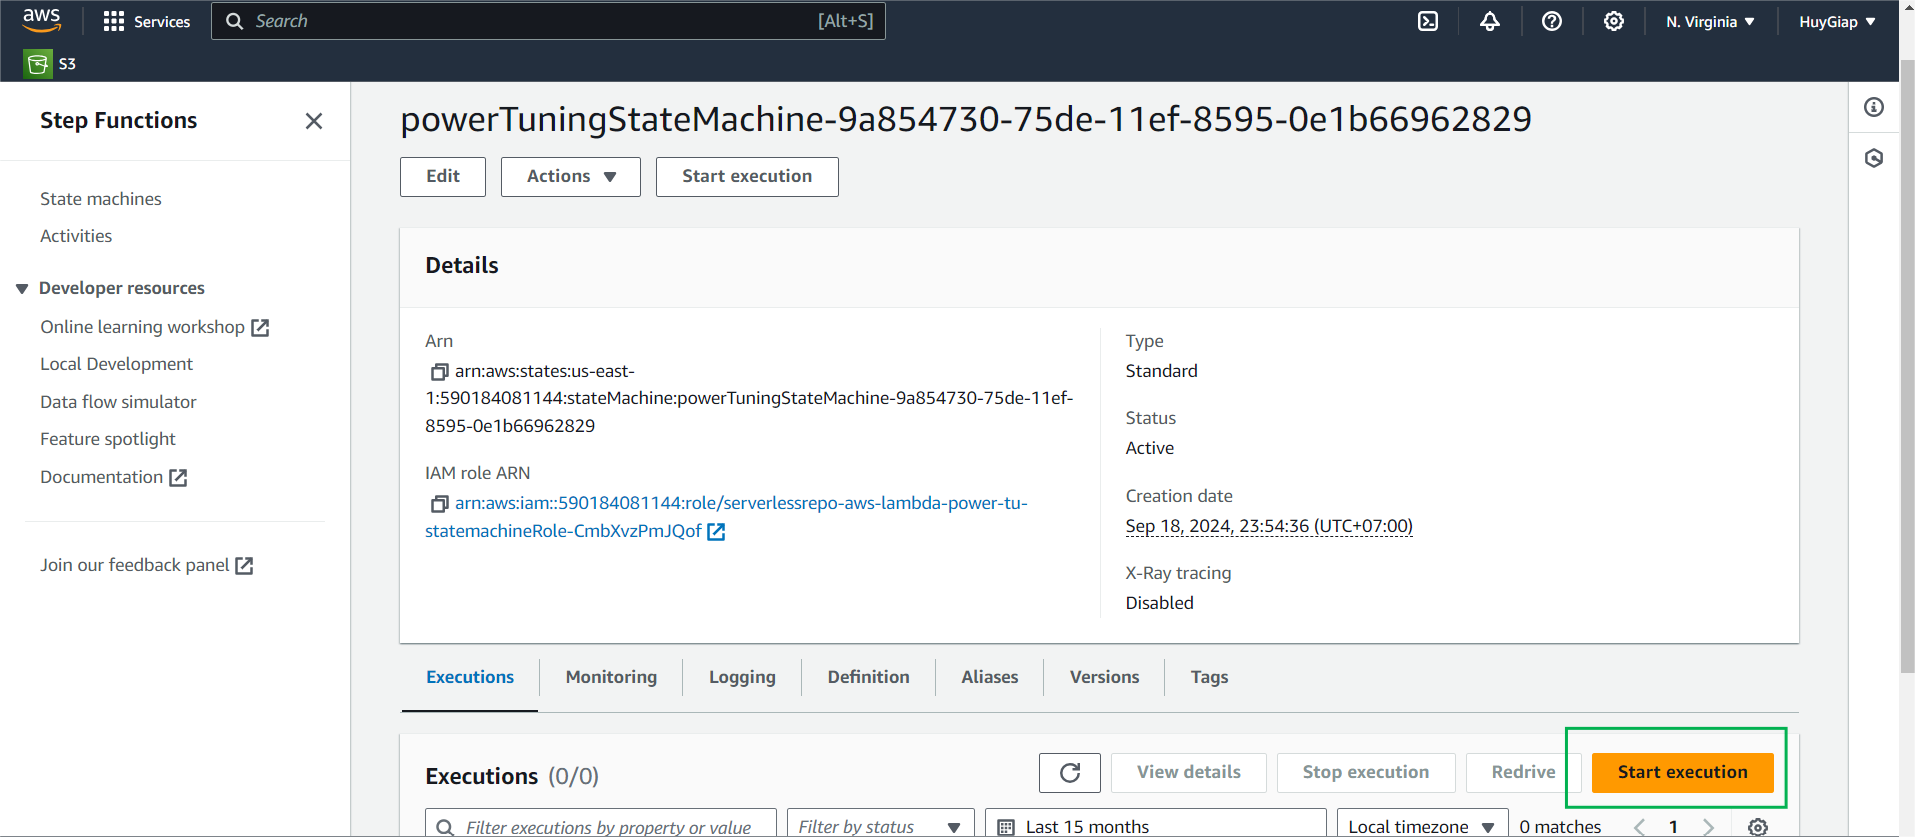 aws
Services
Search
[Alt+S]
N. Virginia
HuyGiap
S3
Step Functions
State machines
Activities
Developer resources
Online learning workshop
Local Development
Data flow simulator
Feature spotlight
Documentation
Join our feedback panel
powerTuningStateMachine-9a854730-75de-11ef-8595-0e1b66962829
Edit
Actions
Start execution
Details
Arn
arn:aws:states:us-east-
1:590184081144:stateMachine:powerTuningStateMachine-9a854730-75de-11ef-
8595-0e1b66962829
IAM role ARN
arn:aws:iam::590184081144:role/serverlessrepo-aws-lambda-power-tu-
statemachineRole-CmbXvzPmJQof
Type
Standard
Status
Active
Creation date
Sep 18, 2024, 23:54:36 (UTC+07:00)
X-Ray tracing
Disabled
Executions
Monitoring
Logging
Definition
Aliases
Versions
Tags
Executions (0/0)
View details
Stop execution
Redrive
Start execution
Filter executions by property or value
Filter by status
Last 15 months
Local timezone
0 matches
1